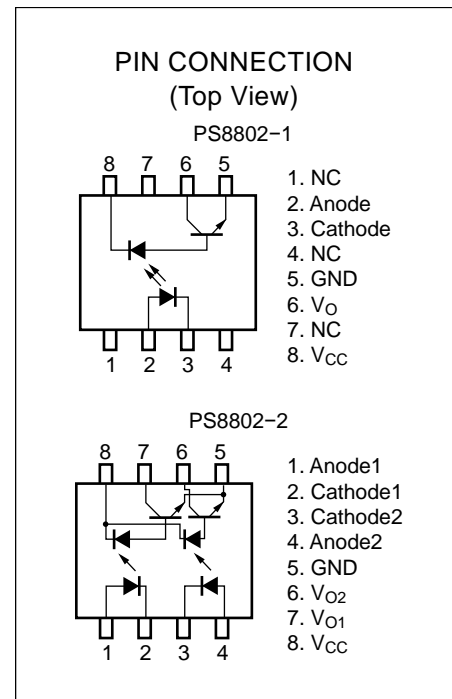 PIN CONNECTION
(Top View)
PS8802−1
8 7 6 5
1 2 3 4
1. NC
2. Anode
3. Cathode
4. NC
5. GND
6. VO
7. NC
8. VCC
PS8802−2
8 7 6 5
1 2 3 4
1. Anode1
2. Cathode1
3. Cathode2
4. Anode2
5. GND
6. VO2
7. VO1
8. VCC